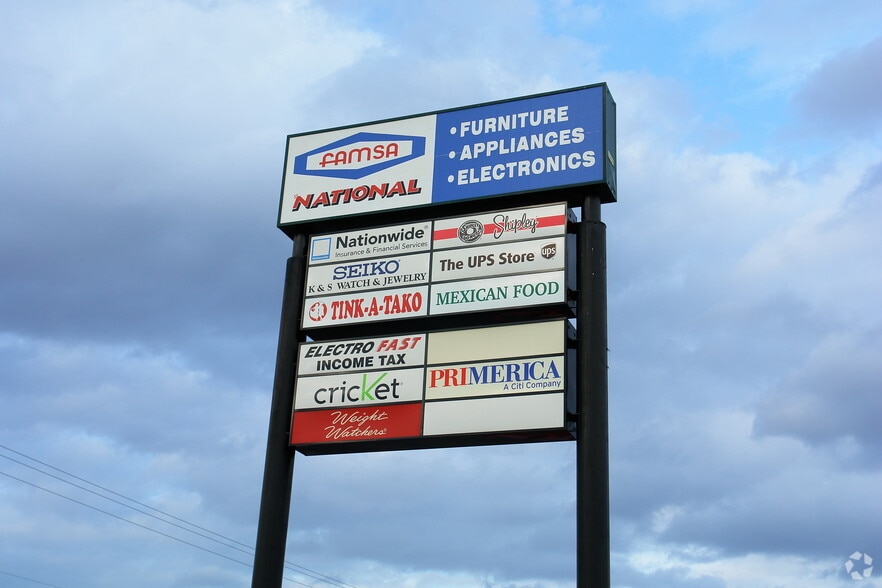 FAMSA
NATIONAL
• FURNITURE
• APPLIANCES
• ELECTRONICS
Nationwide®
Insurance & Financial Services
Shipley
SEIKO
K & S WATCH & JEWELRY
The UPS Store
ups
TINK-A-TAKO
MEXICAN FOOD
ELECTRO FAST
INCOME TAX
cricket
PRIMERICA
A Citi Company
Weight
Watchers